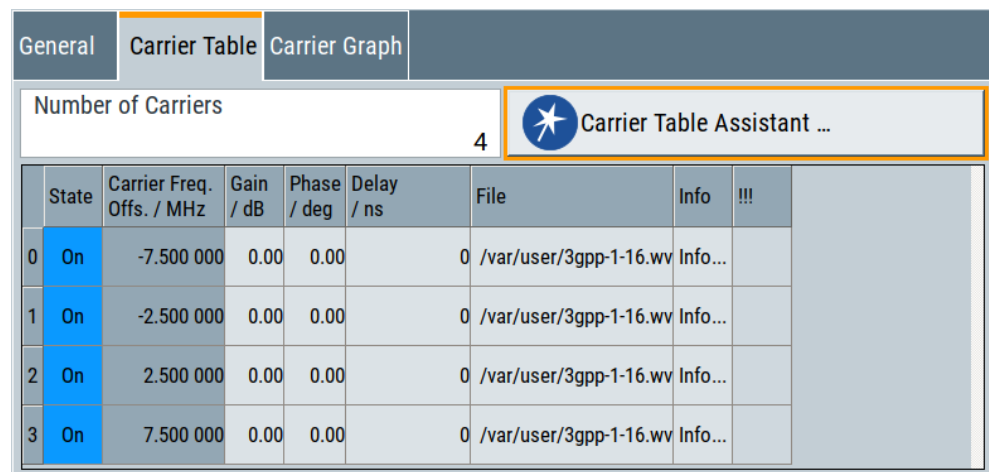 General Carrier Table Carrier Graph
Number of Carriers
4
Carrier Table Assistant ...
State Carrier Freq. Offs. / MHz Gain / dB Phase / deg Delay / ns File Info !!!
0 On -7.500 000 0.00 0.00 0 /var/user/3gpp-1-16.wv Info...
1 On -2.500 000 0.00 0.00 0 /var/user/3gpp-1-16.wv Info...
2 On 2.500 000 0.00 0.00 0 /var/user/3gpp-1-16.wv Info...
3 On 7.500 000 0.00 0.00 0 /var/user/3gpp-1-16.wv Info...